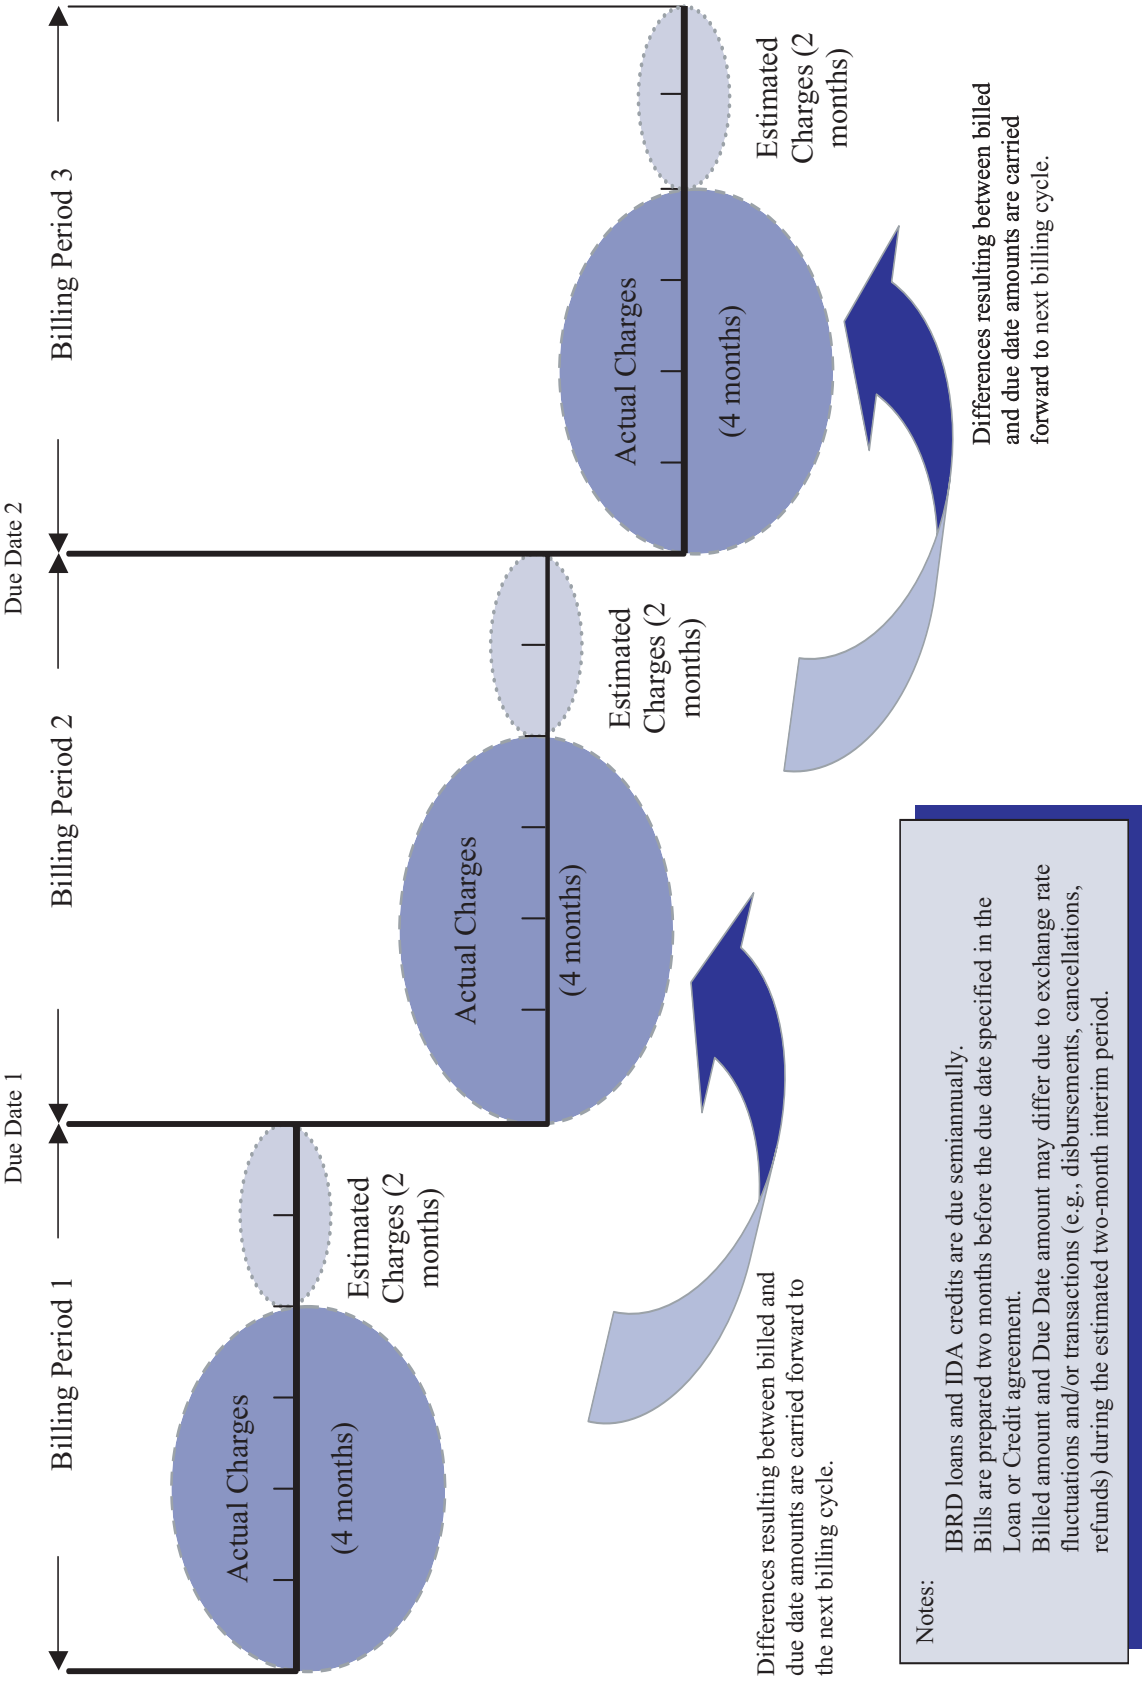 Due Date 1
Due Date 2
Billing Period 1
Billing Period 2
Billing Period 3
Actual Charges
(4 months)
Estimated
Charges (2
months)
Actual Charges
(4 months)
Estimated
Charges (2
months)
Actual Charges
(4 months)
Estimated
Charges (2
months)
Differences resulting between billed and
due date amounts are carried forward to
the next billing cycle.
Differences resulting between billed
and due date amounts are carried
forward to next billing cycle.
Notes:
IBRD loans and IDA credits are due semiannually.
Bills are prepared two months before the due date specified in the
Loan or Credit agreement.
Billed amount and Due Date amount may differ due to exchange rate
fluctuations and/or transactions (e.g., disbursements, cancellations,
refunds) during the estimated two-month interim period.